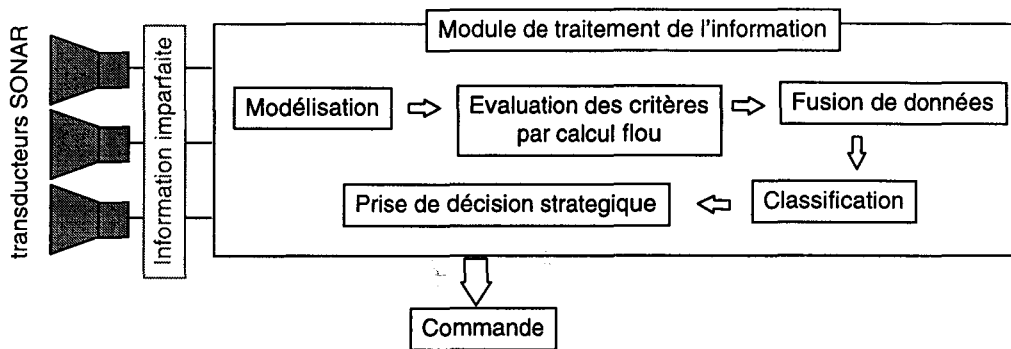 transducteurs SONAR
Information imparfaite
Module de traitement de l'information
Modélisation
Evaluation des critères
par calcul flou
Fusion de données
Classification
Prise de décision strategique
Commande